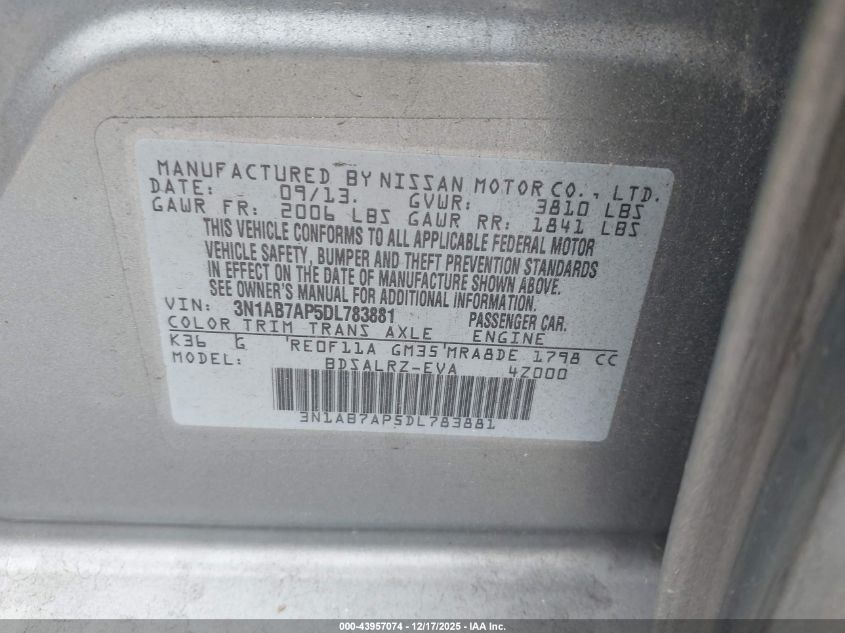 MANUFACTURED BY NISSAN MOTOR CO., LTD.
DATE: 09/13. GVWR: 3810 LBS
GAWR FR: 2006 LBS GAWR RR: 1841 LBS
THIS VEHICLE CONFORMS TO ALL APPLICABLE FEDERAL MOTOR
VEHICLE SAFETY, BUMPER AND THEFT PREVENTION STANDARDS
IN EFFECT ON THE DATE OF MANUFACTURE SHOWN ABOVE.
SEE OWNER'S MANUAL FOR ADDITIONAL INFORMATION.
VIN: 3N1AB7AP5DL783881 PASSENGER CAR.
COLOR TRIM TRANS AXLE ENGINE
K36 G 'RE0F11A GM35'MRA8DE 1798 CC
MODEL: BDSALRZ-EVA 4Z000
3N1AB7AP5DL783881
000-43957074 — 12/17/2025 — IAA Inc.